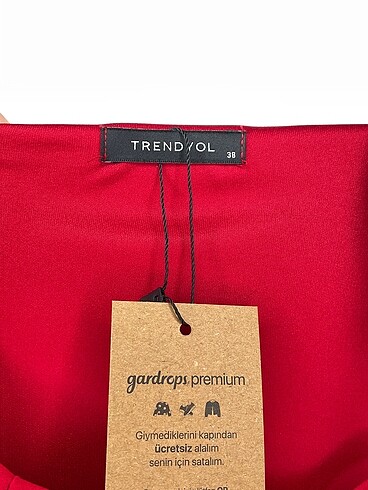 TRENDYOL
38
gardrops premium
Giymediklerini kapından
ücretsiz alalım
senin için satalım.